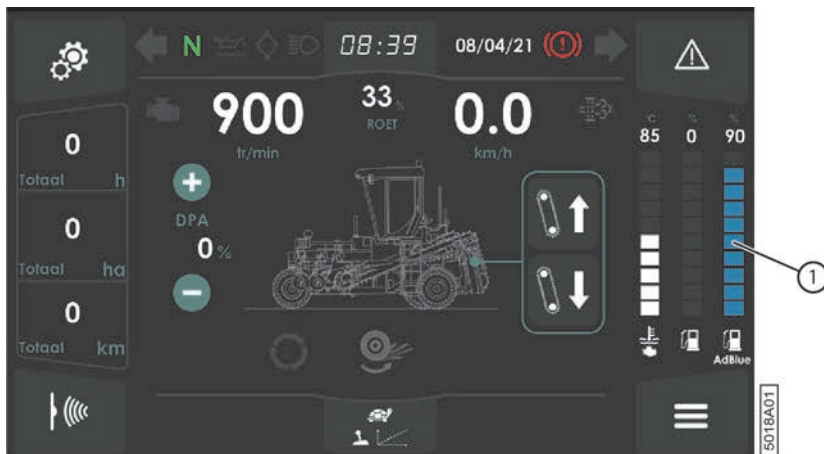 N 08:39 08/04/21
900 33% 0.0
ROET
tr/min km/h
°C % %
85 0 90
0
Totaal h
0
Totaal ha
0
Totaal km
DPA
0 %
AdBlue
1
5018A01